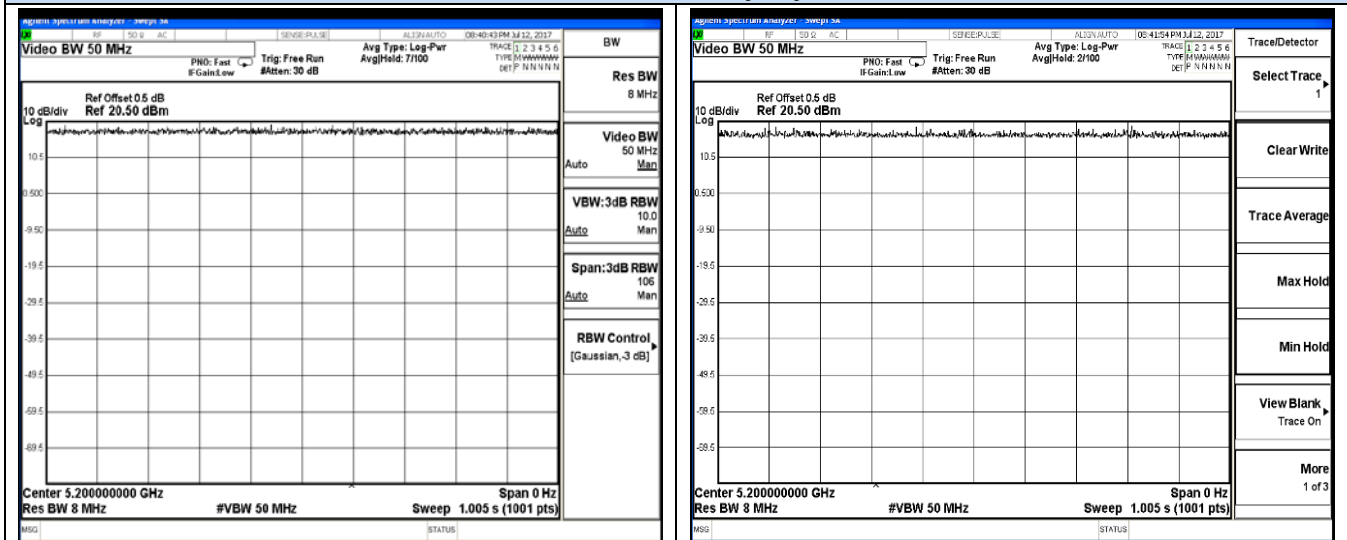 Agilent Spectrum Analyzer - Swept SA
RF 50 Ω AC SENSE:PULSE ALIGN AUTO 08:40:43 PM Jul 12, 2017
Video BW 50 MHz
PNO: Fast
IFGain:Low
Trig: Free Run
#Atten: 30 dB
Avg Type: Log-Pwr
Avg|Hold: 7/100
TRACE 1 2 3 4 5 6
TYPE MWWWWW
DET P N N N N N
Ref Offset 0.5 dB
10 dB/div Ref 20.50 dBm
Log
10.5
0.500
-9.50
-19.5
-29.5
-39.5
-49.5
-59.5
-69.5
Center 5.200000000 GHz Span 0 Hz
Res BW 8 MHz #VBW 50 MHz Sweep 1.005 s (1001 pts)
MSG STATUS
BW
Res BW
8 MHz
Video BW
50 MHz
Auto Man
VBW:3dB RBW
10.0
Auto Man
Span:3dB RBW
106
Auto Man
RBW Control
[Gaussian,-3 dB]
Agilent Spectrum Analyzer - Swept SA
RF 50 Ω AC SENSE:PULSE ALIGN AUTO 08:41:54 PM Jul 12, 2017
Video BW 50 MHz
PNO: Fast
IFGain:Low
Trig: Free Run
#Atten: 30 dB
Avg Type: Log-Pwr
Avg|Hold: 2/100
TRACE 1 2 3 4 5 6
TYPE MWWWWW
DET P N N N N N
Ref Offset 0.5 dB
10 dB/div Ref 20.50 dBm
Log
10.5
0.500
-9.50
-19.5
-29.5
-39.5
-49.5
-59.5
-69.5
Center 5.200000000 GHz Span 0 Hz
Res BW 8 MHz #VBW 50 MHz Sweep 1.005 s (1001 pts)
MSG STATUS
Trace/Detector
Select Trace
1
Clear Write
Trace Average
Max Hold
Min Hold
View Blank
Trace On
More
1 of 3